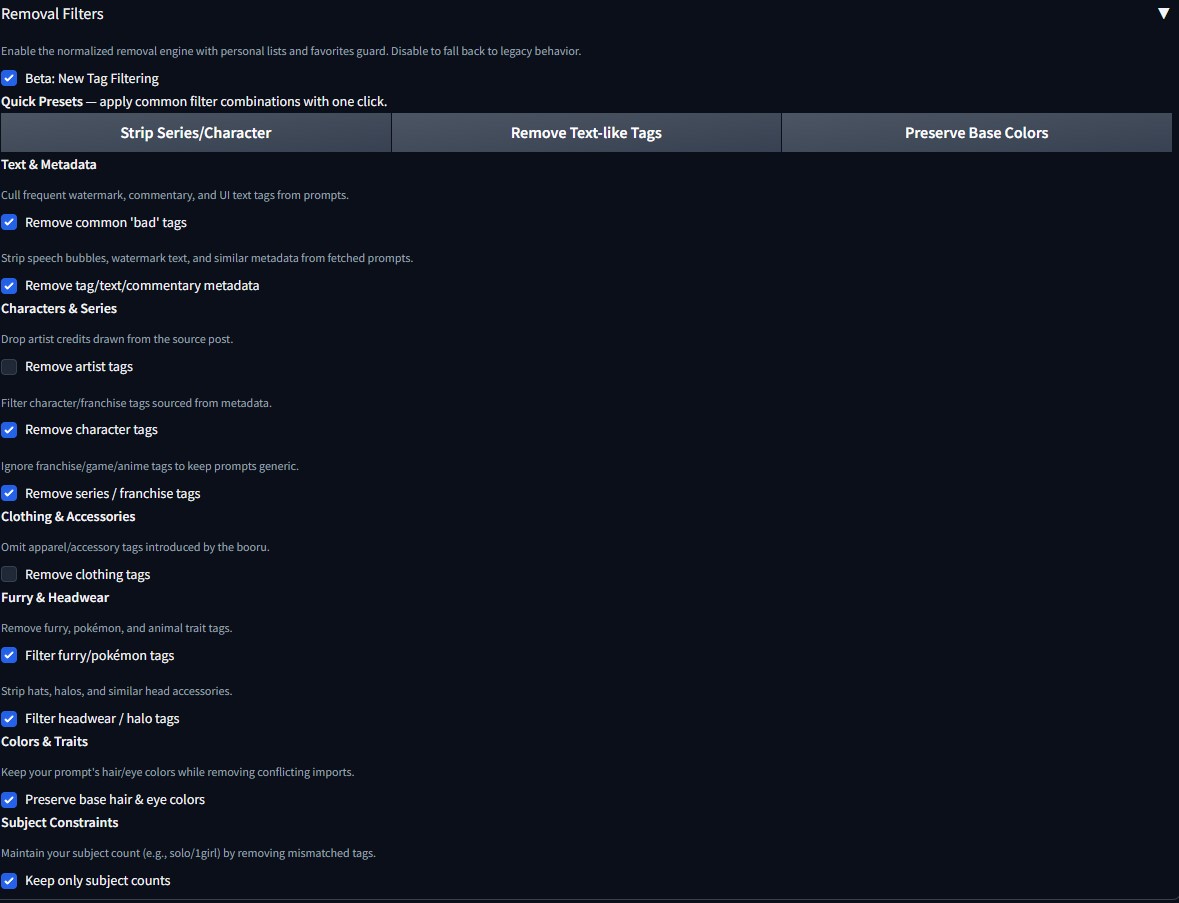 Removal Filters
Enable the normalized removal engine with personal lists and favorites guard. Disable to fall back to legacy behavior.
Beta: New Tag Filtering
Quick Presets — apply common filter combinations with one click.
Strip Series/Character
Remove Text-like Tags
Preserve Base Colors
Text & Metadata
Cull frequent watermark, commentary, and UI text tags from prompts.
Remove common 'bad' tags
Strip speech bubbles, watermark text, and similar metadata from fetched prompts.
Remove tag/text/commentary metadata
Characters & Series
Drop artist credits drawn from the source post.
Remove artist tags
Filter character/franchise tags sourced from metadata.
Remove character tags
Ignore franchise/game/anime tags to keep prompts generic.
Remove series / franchise tags
Clothing & Accessories
Omit apparel/accessory tags introduced by the booru.
Remove clothing tags
Furry & Headwear
Remove furry, pokémon, and animal trait tags.
Filter furry/pokémon tags
Strip hats, halos, and similar head accessories.
Filter headwear / halo tags
Colors & Traits
Keep your prompt's hair/eye colors while removing conflicting imports.
Preserve base hair & eye colors
Subject Constraints
Maintain your subject count (e.g., solo/1girl) by removing mismatched tags.
Keep only subject counts